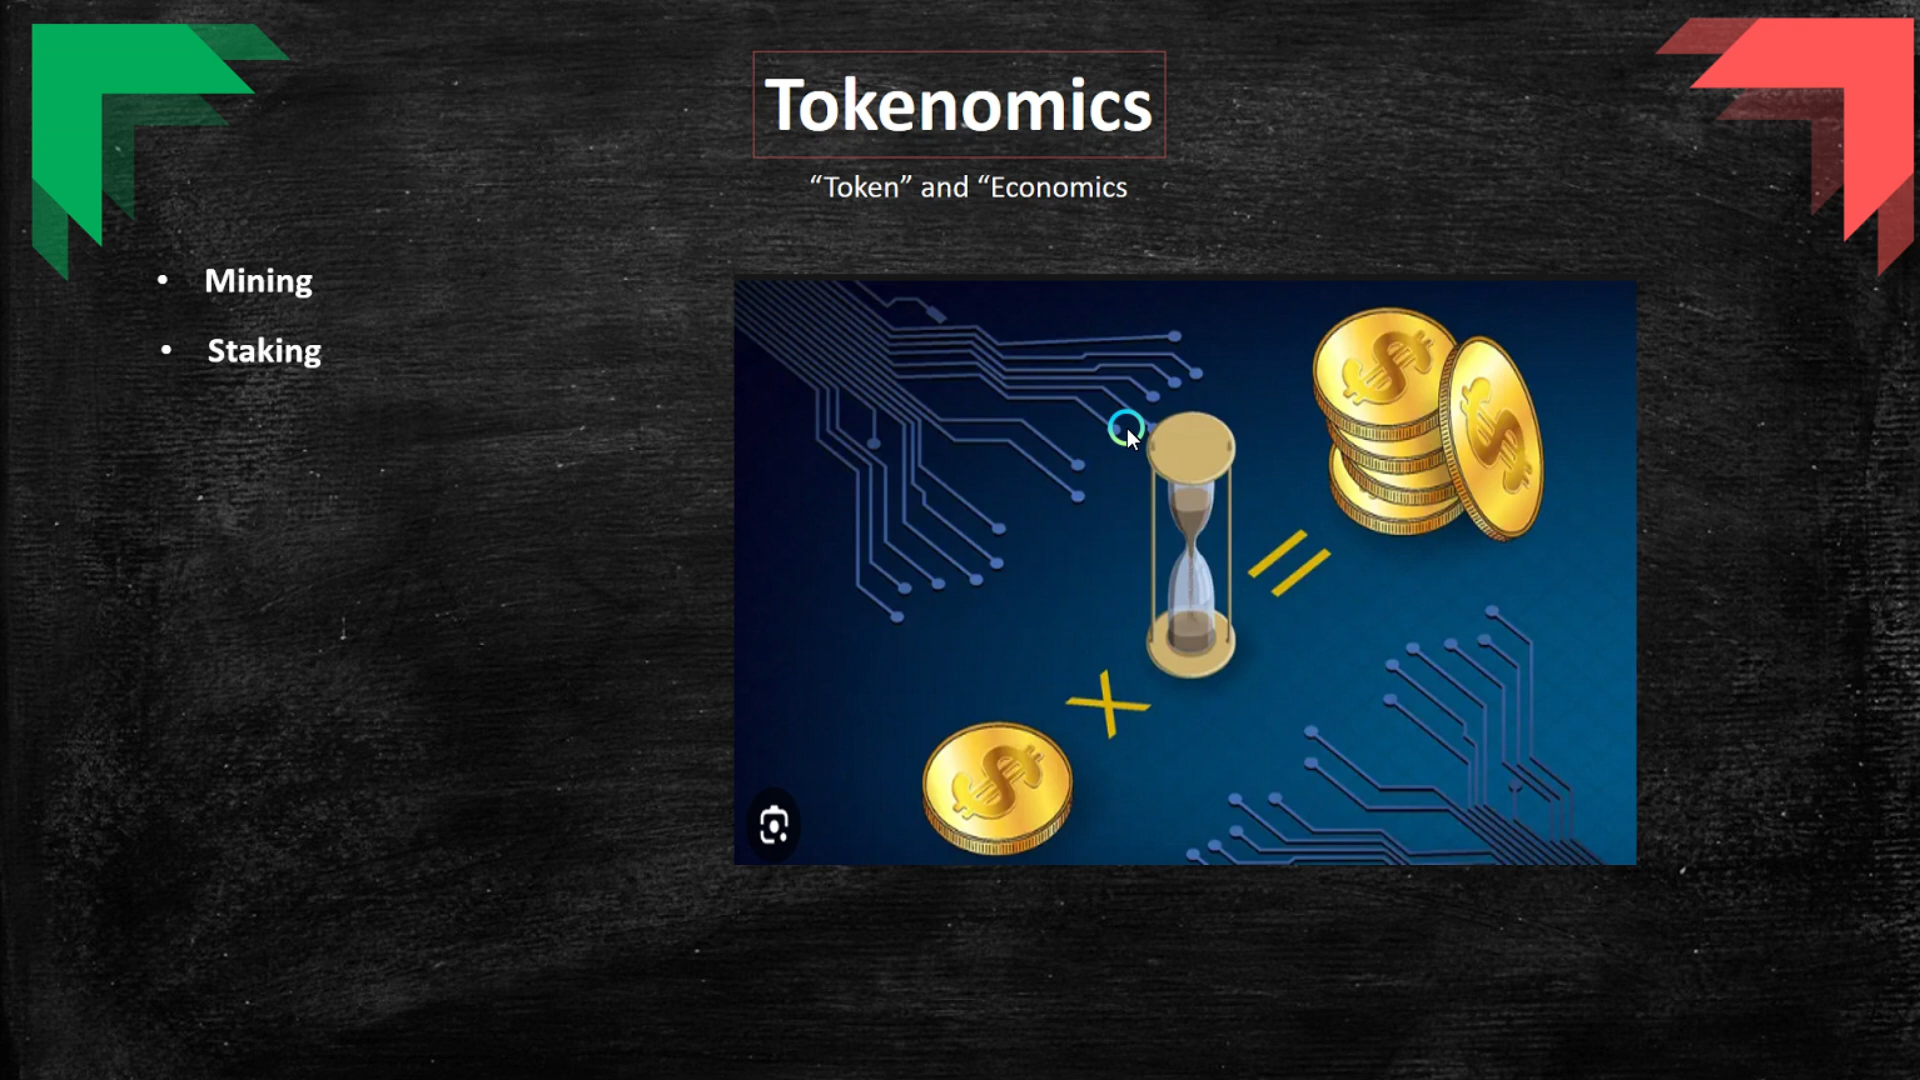 Tokenomics
“Token” and “Economics
• Mining
• Staking